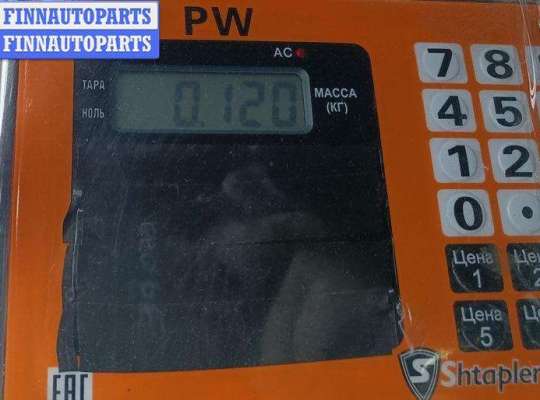 FINNAUTOPARTS
FINNAUTOPARTS
PW
AC
ТАРА
НОЛЬ
0.120
МАССА
(КГ)
7 8
4 5
1 2
0 .
Цена
1
Цена
5
Shtapler
EAC